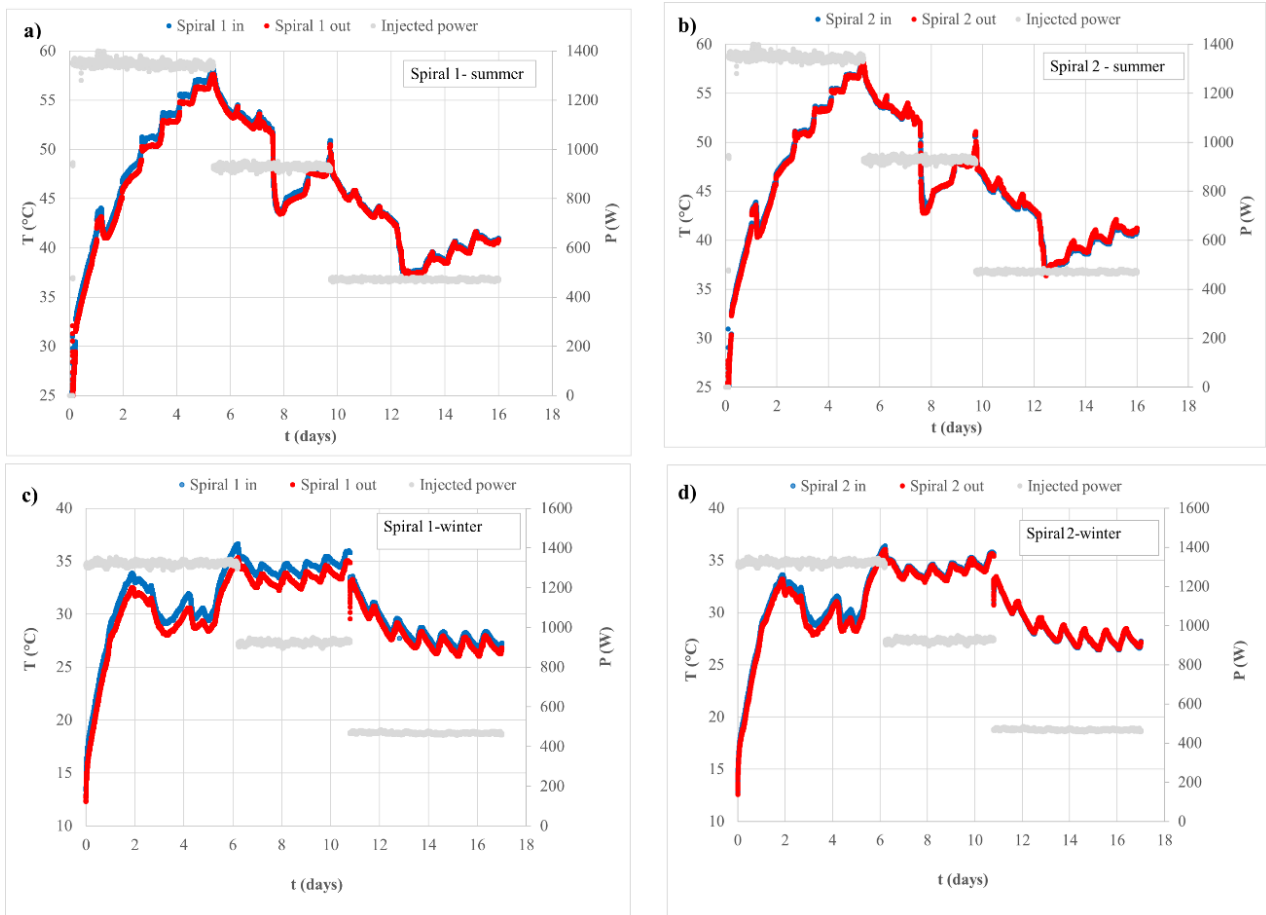 a)
Spiral 1 in Spiral 1 out Injected power
Spiral 1- summer
60
55
50
45
40
35
30
25
T (°C)
1400
1200
1000
800
600
400
200
0
P (W)
0 2 4 6 8 10 12 14 16 18
t (days)
b)
Spiral 2 in Spiral 2 out Injected power
Spiral 2 - summer
60
55
50
45
40
35
30
25
T (°C)
1400
1200
1000
800
600
400
200
0
P (W)
0 2 4 6 8 10 12 14 16 18
t (days)
c)
Spiral 1 in Spiral 1 out Injected power
Spiral 1-winter
40
35
30
25
20
15
10
T (°C)
1600
1400
1200
1000
800
600
400
200
0
P (W)
0 2 4 6 8 10 12 14 16 18
t (days)
d)
Spiral 2 in Spiral 2 out Injected power
Spiral 2-winter
40
35
30
25
20
15
10
T (°C)
1600
1400
1200
1000
800
600
400
200
0
P (W)
0 2 4 6 8 10 12 14 16 18
t (days)